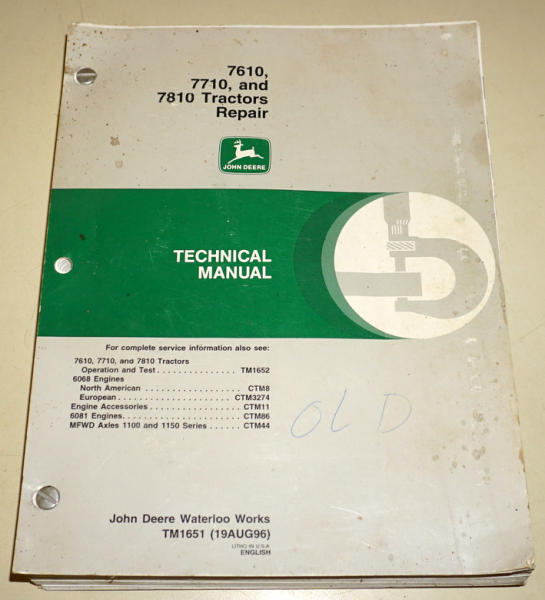 7610,
7710, and
7810 Tractors
Repair
JOHN DEERE
TECHNICAL
MANUAL
For complete service information also see:
7610, 7710, and 7810 Tractors
Operation and Test . . . . . . . . . . . . . . . TM1652
6068 Engines
North American . . . . . . . . . . . . . . . . . . CTM8
European . . . . . . . . . . . . . . . . . . . . . . CTM3274
Engine Accessories . . . . . . . . . . . . . . . . . CTM11
6081 Engines. . . . . . . . . . . . . . . . . . . . . . CTM86
MFWD Axles 1100 and 1150 Series . . . . . . CTM44
OLD
John Deere Waterloo Works
TM1651 (19AUG96)
LITHO IN U.S.A.
ENGLISH